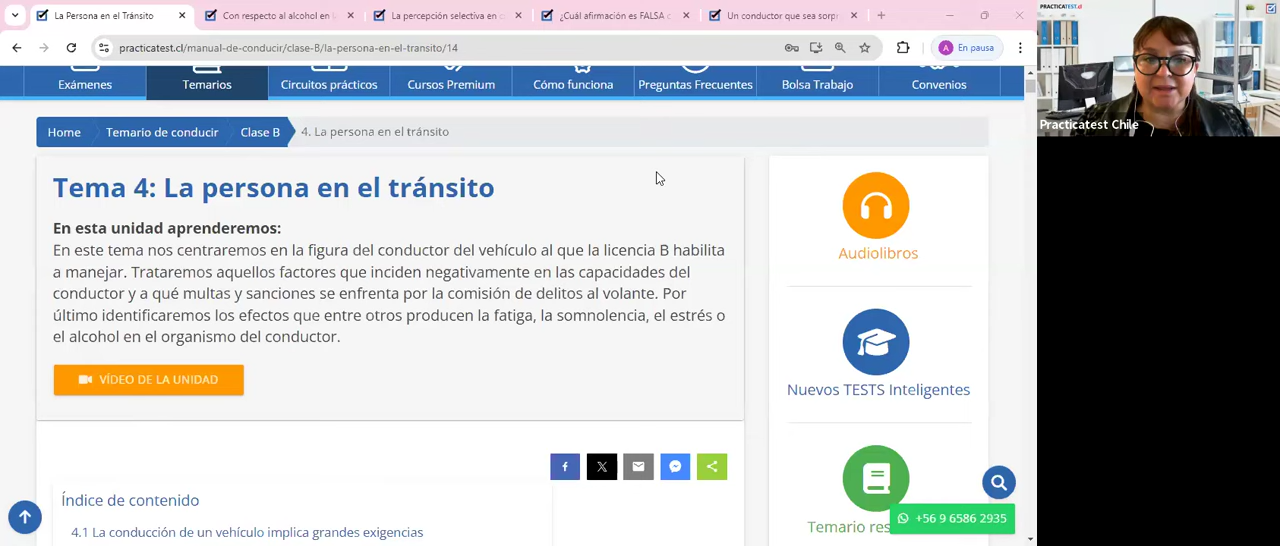 La Persona en el Tránsito
Con respecto al alcohol en la
La percepción selectiva en c
¿Cuál afirmación es FALSA c
Un conductor que sea sorpr
practicatest.cl/manual-de-conducir/clase-B/la-persona-en-el-transito/14
A
En pausa
PRACTICATEST.cl
Practicatest Chile
Exámenes
Temarios
Circuitos prácticos
Cursos Premium
Cómo funciona
Preguntas Frecuentes
Bolsa Trabajo
Convenios
Home
Temario de conducir
Clase B
4. La persona en el tránsito
Tema 4: La persona en el tránsito
En esta unidad aprenderemos:
En este tema nos centraremos en la figura del conductor del vehículo al que la licencia B habilita
a manejar. Trataremos aquellos factores que inciden negativamente en las capacidades del
conductor y a qué multas y sanciones se enfrenta por la comisión de delitos al volante. Por
último identificaremos los efectos que entre otros producen la fatiga, la somnolencia, el estrés o
el alcohol en el organismo del conductor.
VÍDEO DE LA UNIDAD
Índice de contenido
4.1 La conducción de un vehículo implica grandes exigencias
Audiolibros
Nuevos TESTS Inteligentes
Temario res
+56 9 6586 2935